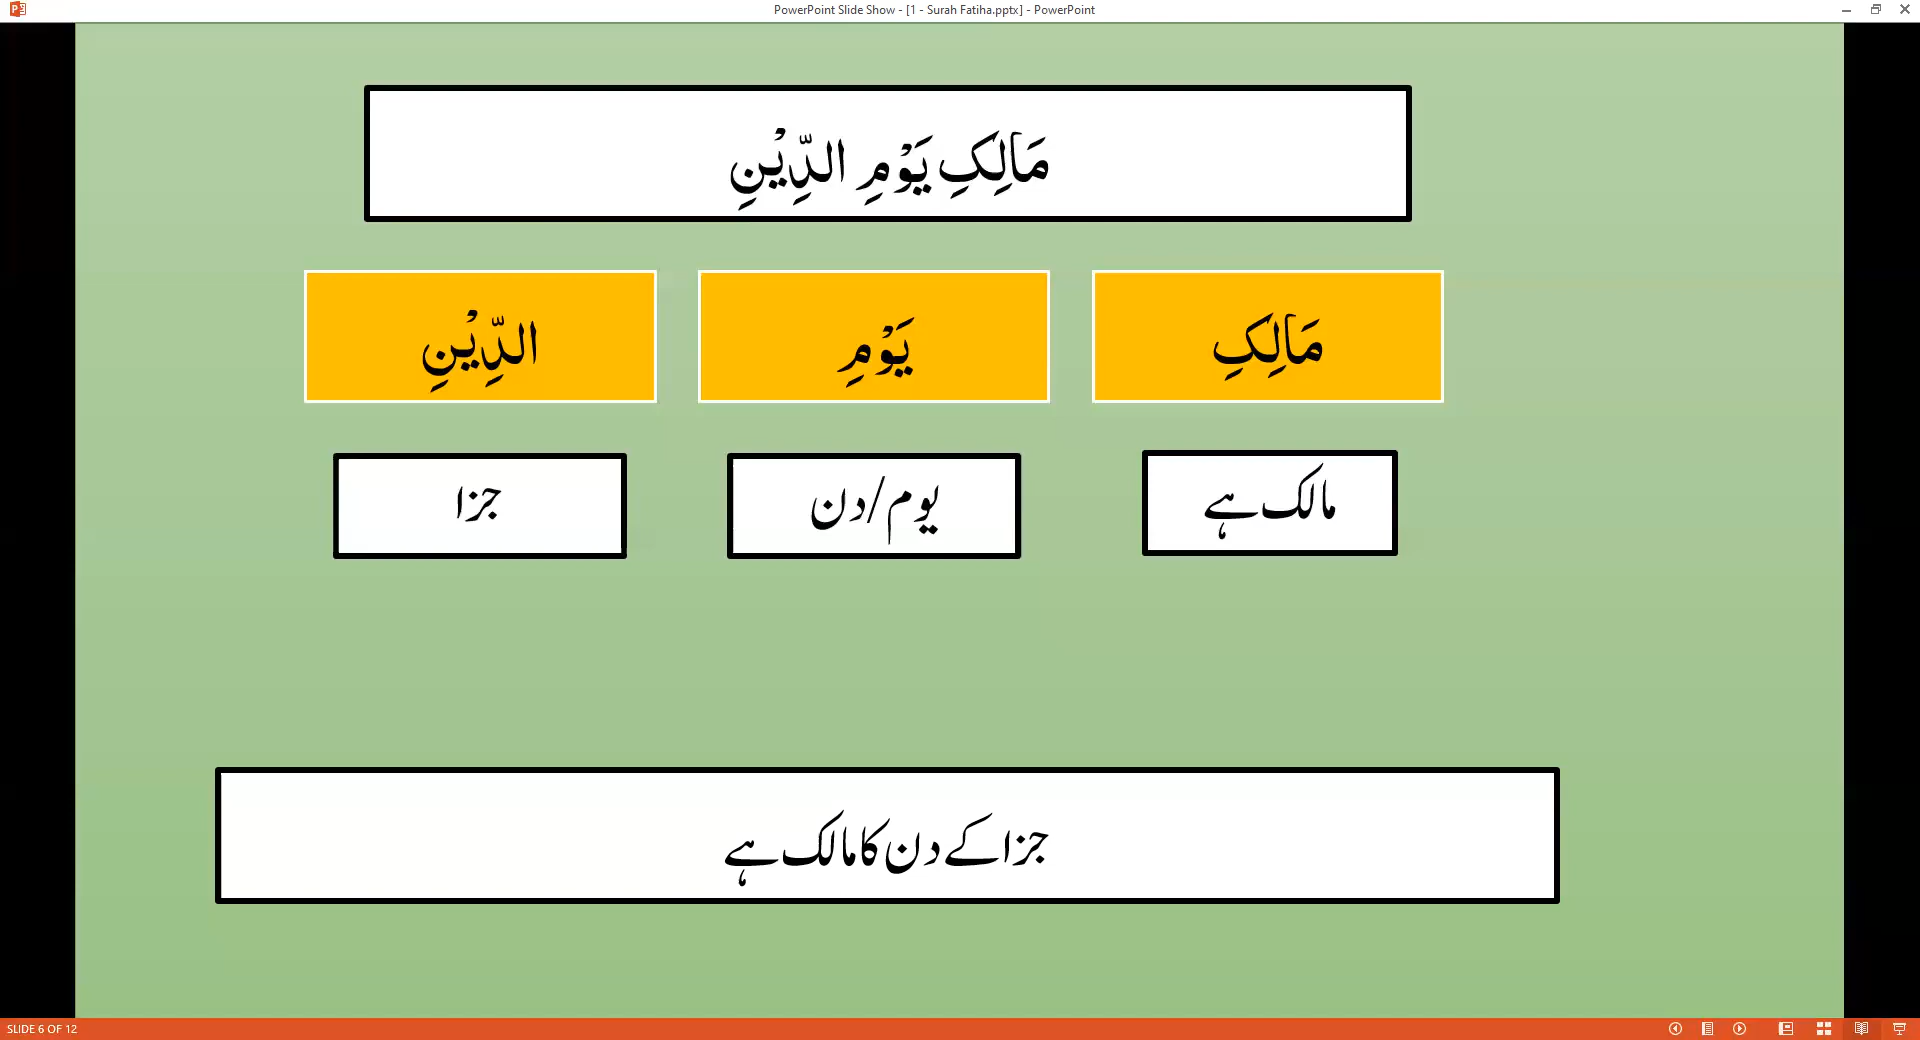 PowerPoint Slide Show - [1 - Surah Fatiha.pptx] - PowerPoint
مَالِکِ یَوْمِ الدِّیْنِ
مَالِکِ
یَوْمِ
الدِّیْنِ
مالک ہے
یوم/دن
جزا
جزا کے دن کا مالک ہے
SLIDE 6 OF 12